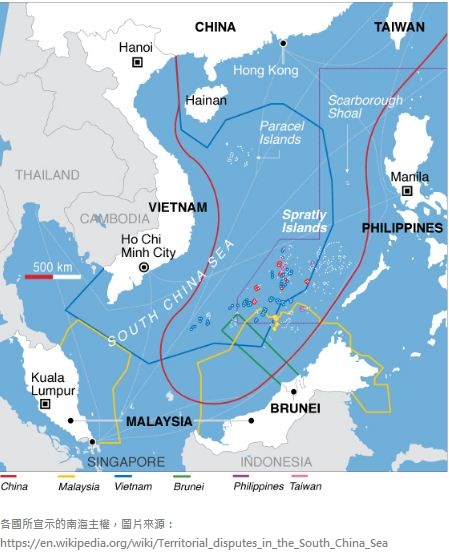 CHINA
TAIWAN
Hanoi
Hong Kong
Hainan
Paracel
Islands
Scarborough
Shoal
THAILAND
Manila
VIETNAM
CAMBODIA
Spratly
Islands
PHILIPPINES
Ho Chi
Minh City
500 km
SOUTH CHINA SEA
Kuala
Lumpur
MALAYSIA
BRUNEI
SINGAPORE
INDONESIA
China
Malaysia
Vietnam
Brunei
Philippines
Taiwan
各國所宣示的南海主權，圖片來源：
https://en.wikipedia.org/wiki/Territorial_disputes_in_the_South_China_Sea